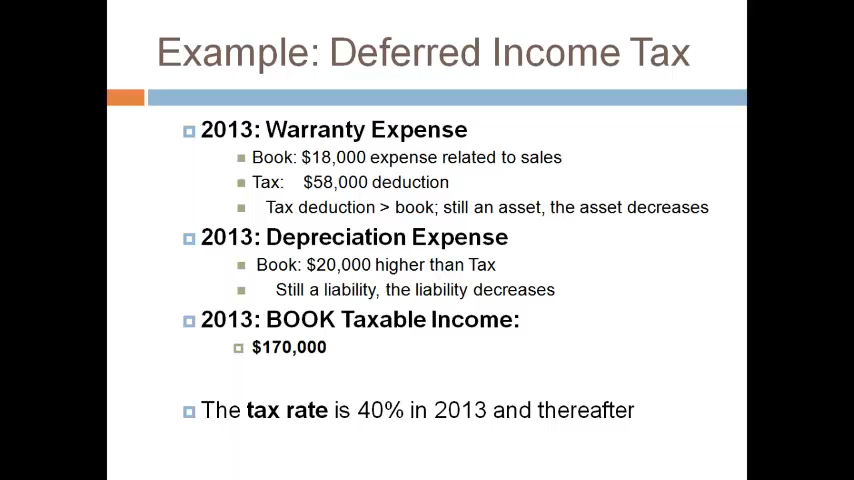 Example: Deferred Income Tax
2013: Warranty Expense
Book: $18,000 expense related to sales
Tax: $58,000 deduction
Tax deduction > book; still an asset, the asset decreases
2013: Depreciation Expense
Book: $20,000 higher than Tax
Still a liability, the liability decreases
2013: BOOK Taxable Income:
$170,000
The tax rate is 40% in 2013 and thereafter